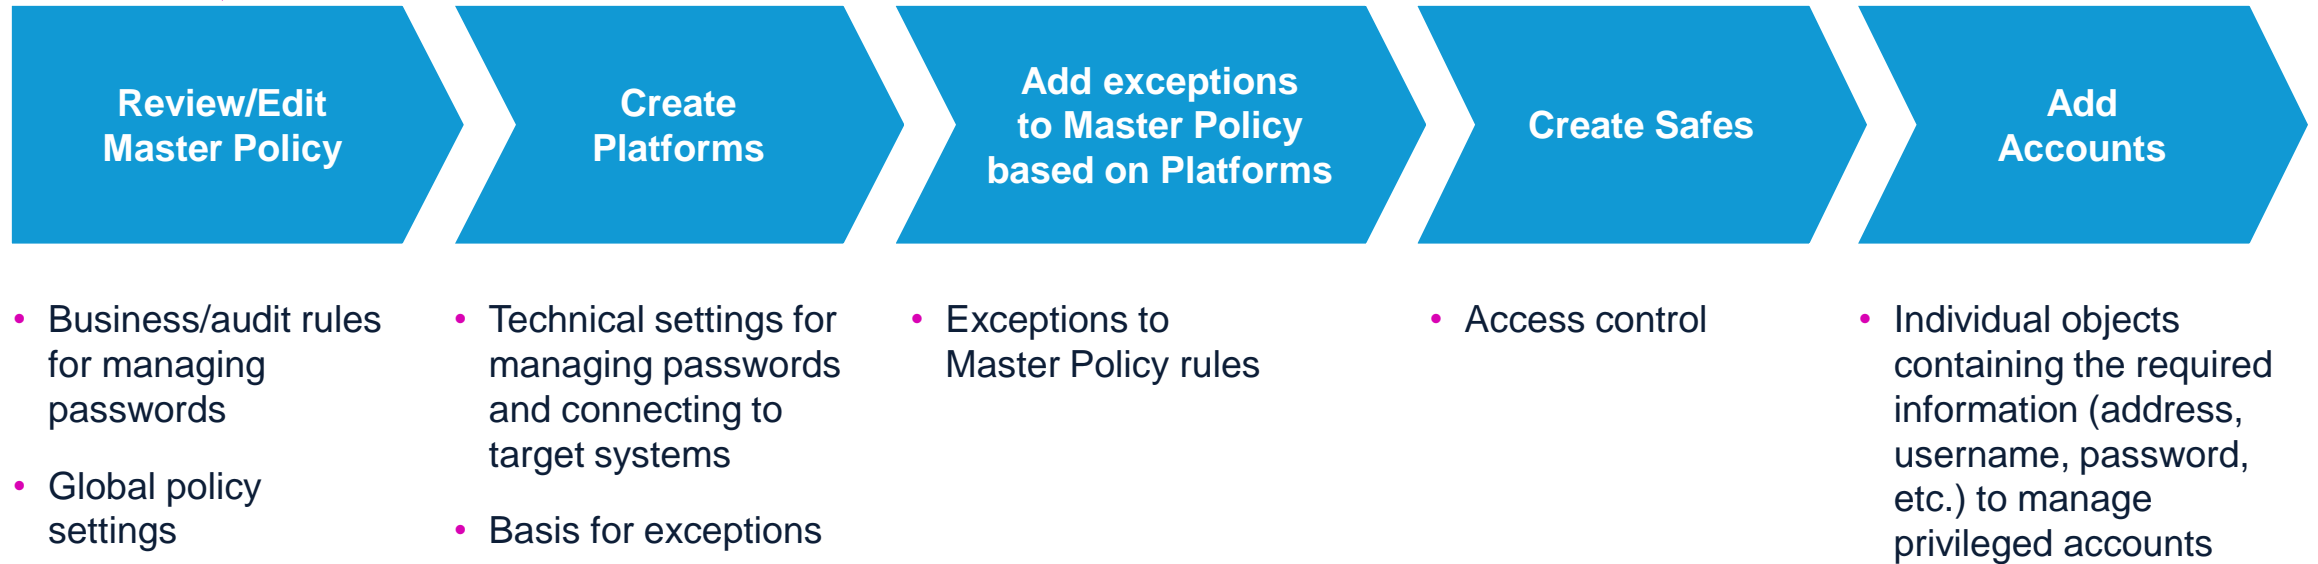 Review/Edit
Master Policy
Create
Platforms
Add exceptions
to Master Policy
based on Platforms
Create Safes
Add
Accounts
• Business/audit rules
for managing
passwords
• Global policy
settings
• Technical settings for
managing passwords
and connecting to
target systems
• Basis for exceptions
• Exceptions to
Master Policy rules
• Access control
• Individual objects
containing the required
information (address,
username, password,
etc.) to manage
privileged accounts